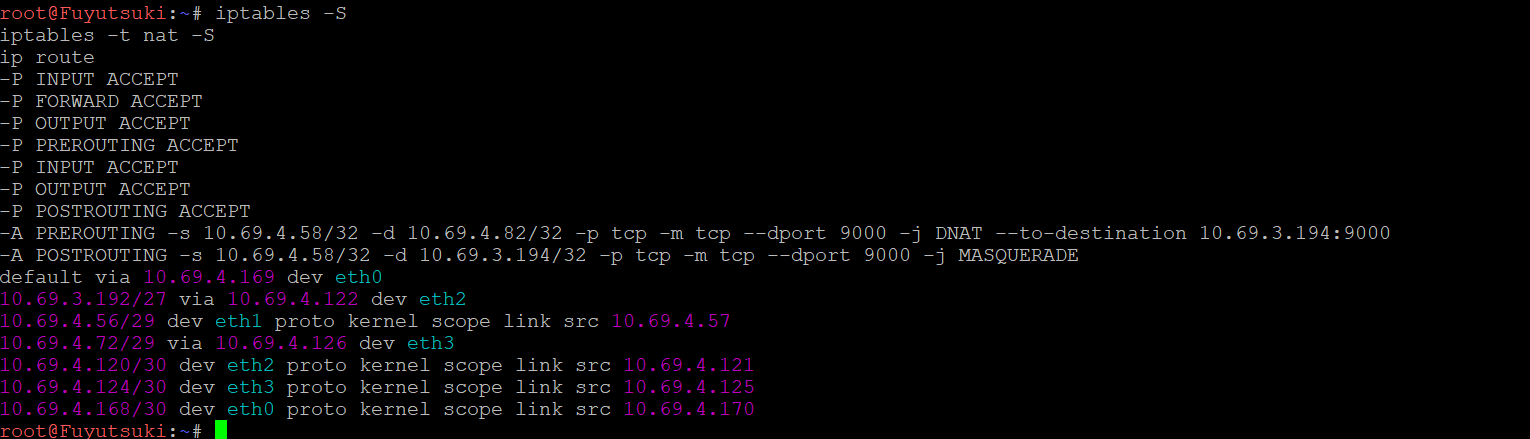 root@Fuyutsuki:~# iptables -S
iptables -t nat -S
ip route
-P INPUT ACCEPT
-P FORWARD ACCEPT
-P OUTPUT ACCEPT
-P PREROUTING ACCEPT
-P INPUT ACCEPT
-P OUTPUT ACCEPT
-P POSTROUTING ACCEPT
-A PREROUTING -s 10.69.4.58/32 -d 10.69.4.82/32 -p tcp -m tcp --dport 9000 -j DNAT --to-destination 10.69.3.194:9000
-A POSTROUTING -s 10.69.4.58/32 -d 10.69.3.194/32 -p tcp -m tcp --dport 9000 -j MASQUERADE
default via 10.69.4.169 dev eth0
10.69.3.192/27 via 10.69.4.122 dev eth2
10.69.4.56/29 dev eth1 proto kernel scope link src 10.69.4.57
10.69.4.72/29 via 10.69.4.126 dev eth3
10.69.4.120/30 dev eth2 proto kernel scope link src 10.69.4.121
10.69.4.124/30 dev eth3 proto kernel scope link src 10.69.4.125
10.69.4.168/30 dev eth0 proto kernel scope link src 10.69.4.170
root@Fuyutsuki:~#